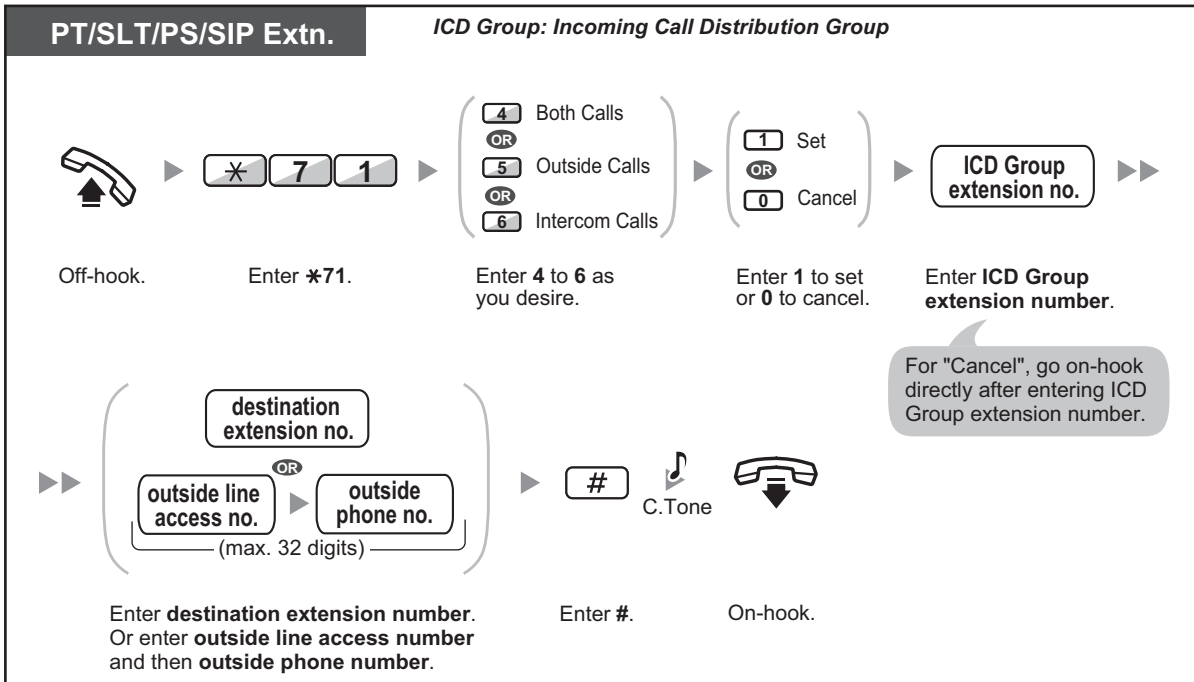 PT/SLT/PS/SIP Extn.
ICD Group: Incoming Call Distribution Group
4 Both Calls
OR
5 Outside Calls
OR
6 Intercom Calls
1 Set
OR
0 Cancel
7 1
ICD Group
extension no.
Off-hook.
Enter *71.
Enter 4 to 6 as
you desire.
Enter 1 to set
or 0 to cancel.
Enter ICD Group
extension number.
For "Cancel", go on-hook
directly after entering ICD
Group extension number.
destination
extension no.
OR
outside line
access no.
outside
phone no.
(max. 32 digits)
#
C.Tone
Enter destination extension number.
Or enter outside line access number
and then outside phone number.
Enter #.
On-hook.